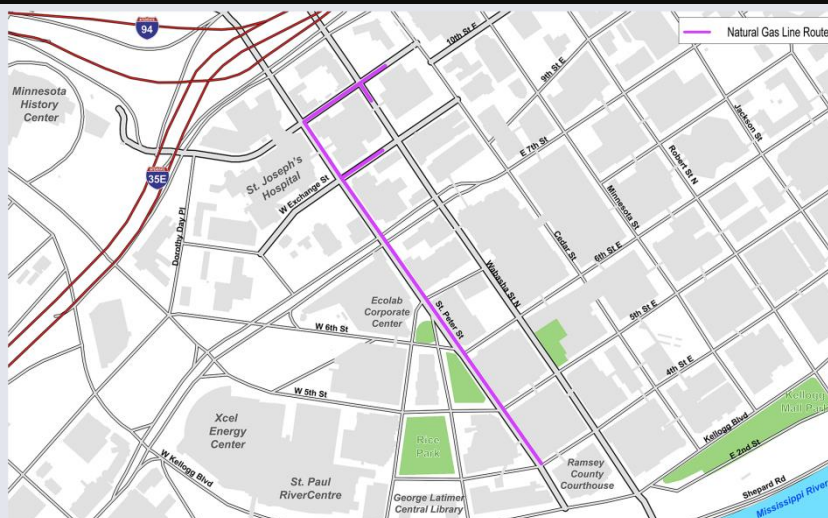 94
10th St E
Natural Gas Line Route
9th St E
Minnesota
History
Center
Jackson St
E 7th St
Robert St N
35E
St. Joseph's
Hospital
W Exchange St
Minnesota St
Dorothy Day Pl
Cedar St
6th St E
Wabasha St N
Ecolab
Corporate
Center
St. Peter St
5th St E
W 6th St
4th St E
W 5th St
Kellogg
Mall Park
Xcel
Energy
Center
Kellogg Blvd
Rice
Park
E 2nd St
W Kellogg Blvd
Ramsey
County
Courthouse
St. Paul
RiverCentre
Shepard Rd
George Latimer
Central Library
Mississippi River